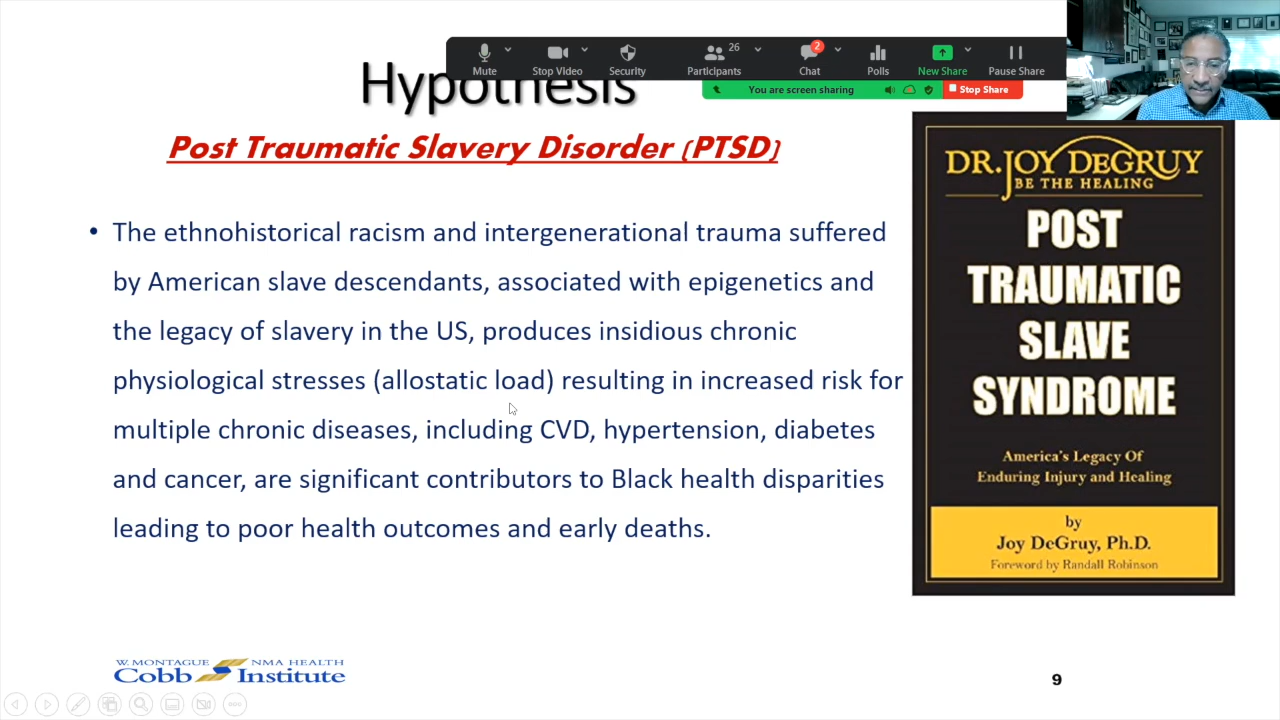 Mute
Stop Video
Security
26
Participants
2
Chat
Polls
New Share
Pause Share
You are screen sharing
Stop Share
Hypothesis
Post Traumatic Slavery Disorder (PTSD)
• The ethnohistorical racism and intergenerational trauma suffered
by American slave descendants, associated with epigenetics and
the legacy of slavery in the US, produces insidious chronic
physiological stresses (allostatic load) resulting in increased risk for
multiple chronic diseases, including CVD, hypertension, diabetes
and cancer, are significant contributors to Black health disparities
leading to poor health outcomes and early deaths.
DR. JOY DEGRUY
BE THE HEALING
POST
TRAUMATIC
SLAVE
SYNDROME
America's Legacy Of
Enduring Injury and Healing
by
Joy DeGruy, Ph.D.
Foreword by Randall Robinson
W. MONTAGUE NMA HEALTH
Cobb Institute
9